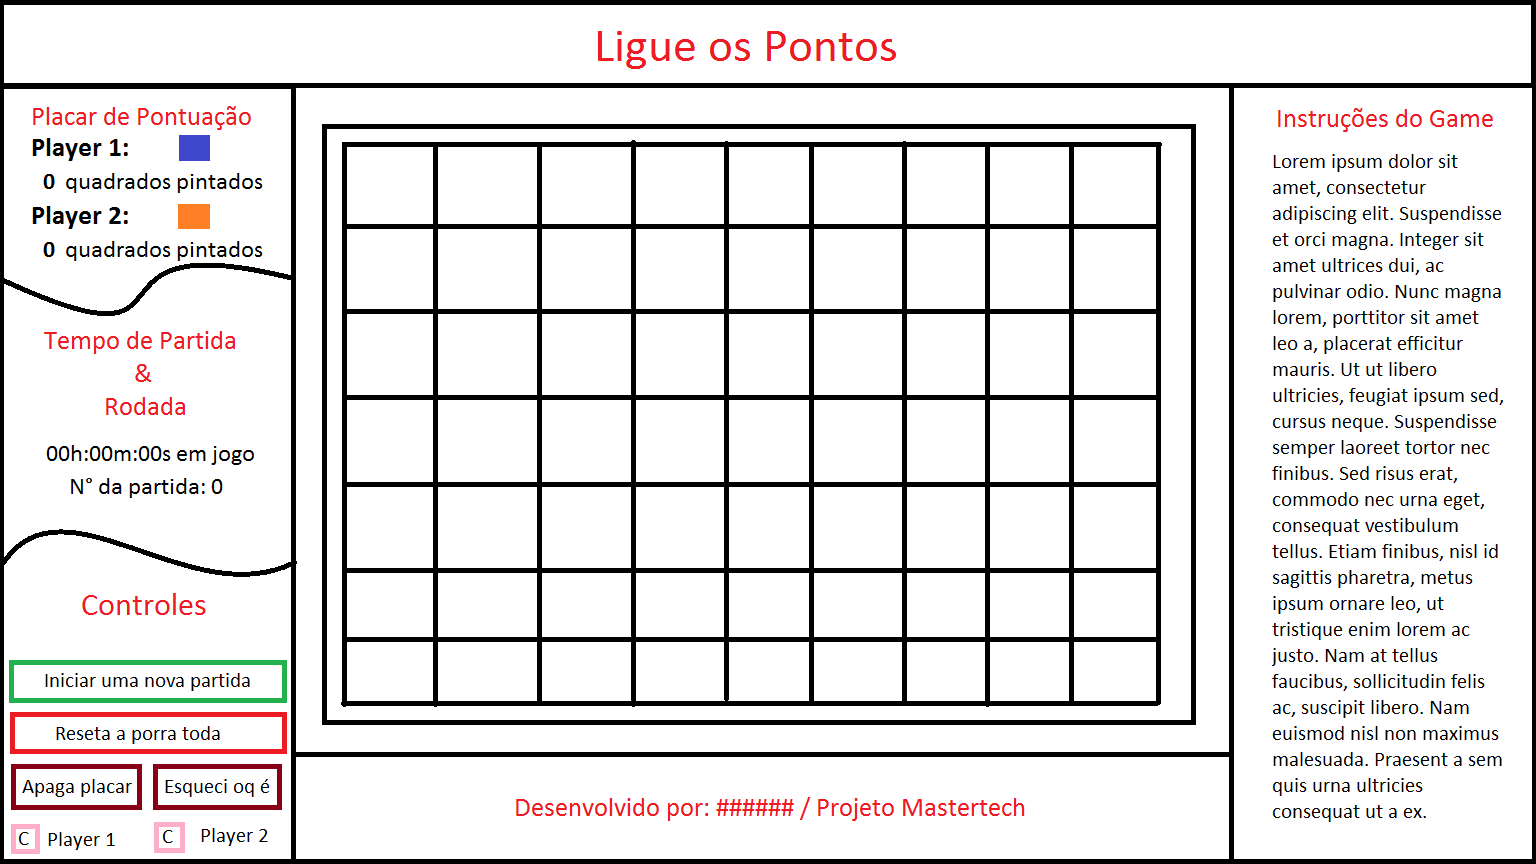 Ligue os Pontos
Placar de Pontuação
Player 1:
0 quadrados pintados
Player 2:
0 quadrados pintados
Tempo de Partida
&
Rodada
00h:00m:00s em jogo
N° da partida: 0
Controles
Iniciar uma nova partida
Reseta a porra toda
Apaga placar
Esqueci oq é
C Player 1
C Player 2
Desenvolvido por: ###### / Projeto Mastertech
Instruções do Game
Lorem ipsum dolor sit
amet, consectetur
adipiscing elit. Suspendisse
et orci magna. Integer sit
amet ultrices dui, ac
pulvinar odio. Nunc magna
lorem, porttitor sit amet
leo a, placerat efficitur
mauris. Ut ut libero
ultricies, feugiat ipsum sed,
cursus neque. Suspendisse
semper laoreet tortor nec
finibus. Sed risus erat,
commodo nec urna eget,
consequat vestibulum
tellus. Etiam finibus, nisl id
sagittis pharetra, metus
ipsum ornare leo, ut
tristique enim lorem ac
justo. Nam at tellus
faucibus, sollicitudin felis
ac, suscipit libero. Nam
euismod nisl non maximus
malesuada. Praesent a sem
quis urna ultricies
consequat ut a ex.